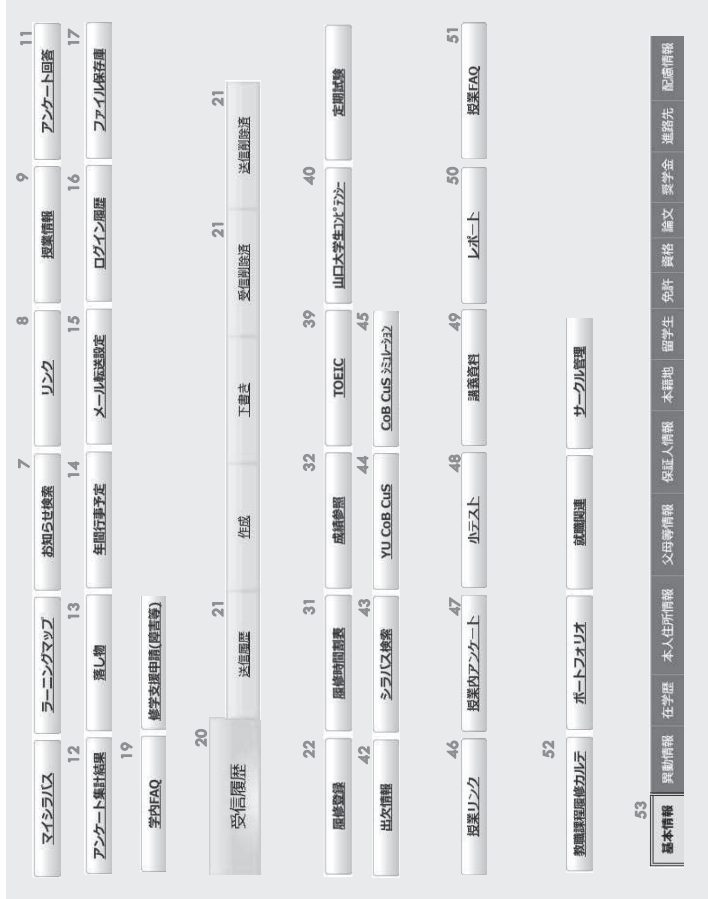 7 8 9 11
マイシラバス ラーニングマップ お知らせ検索 リンク 授業情報 アンケート回答
12 13 14 15 16 17
アンケート集計結果 落し物 年間行事予定 メール転送設定 ログイン履歴 ファイル保存庫
19
学内FAQ 修学支援申請(障害等)
20 21 21 21
受信履歴 送信履歴 作成 下書き 受信削除済 送信削除済
22 31 32 39 40
履修登録 履修時間割表 成績参照 TOEIC 山口大学生コンピテンシー 定期試験
42 43 44 45
出欠情報 シラバス検索 YU CoB CuS CoB CuS シミュレーション
46 47 48 49 50 51
授業リンク 授業内アンケート 小テスト 講義資料 レポート 授業FAQ
52
教職課程履修カルテ ポートフォリオ 就職関連 サークル管理
53
基本情報 異動情報 在学歴 本人住所情報 父母等情報 保証人情報 本籍地 留学生 免許 資格 論文 奨学金 進路先 配慮情報